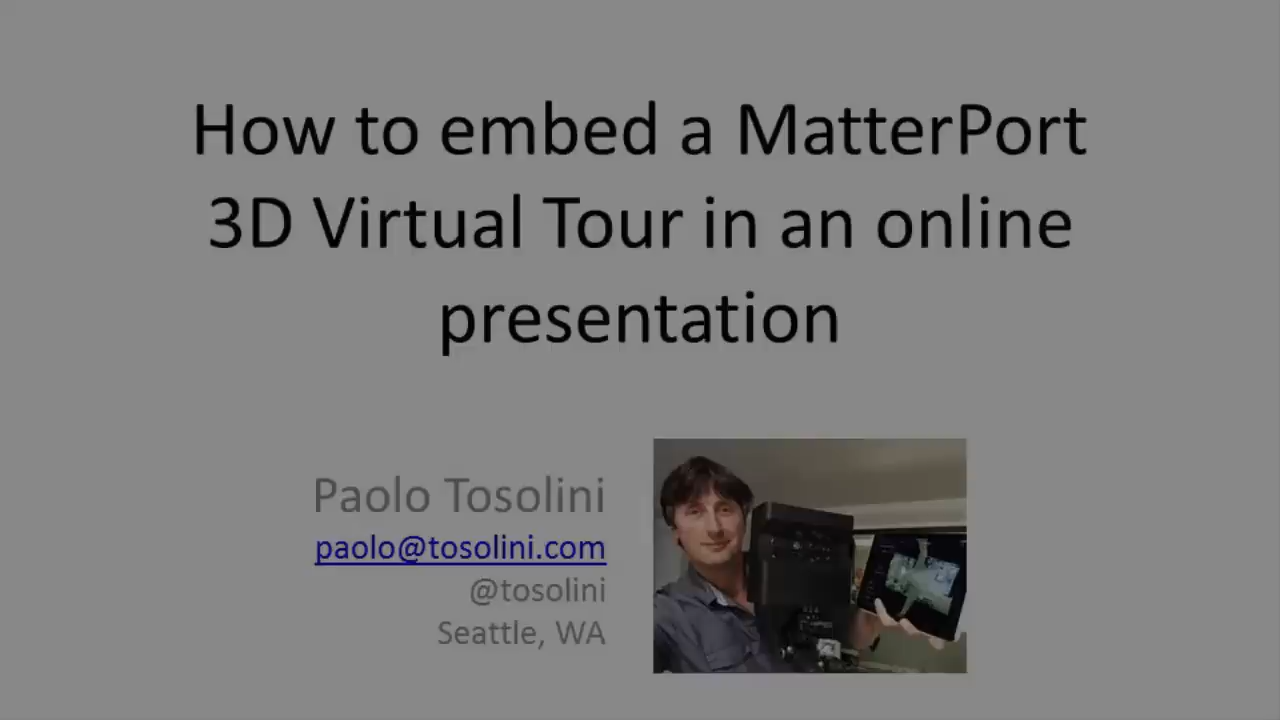 How to embed a MatterPort
3D Virtual Tour in an online
presentation
Paolo Tosolini
paolo@tosolini.com
@tosolini
Seattle, WA